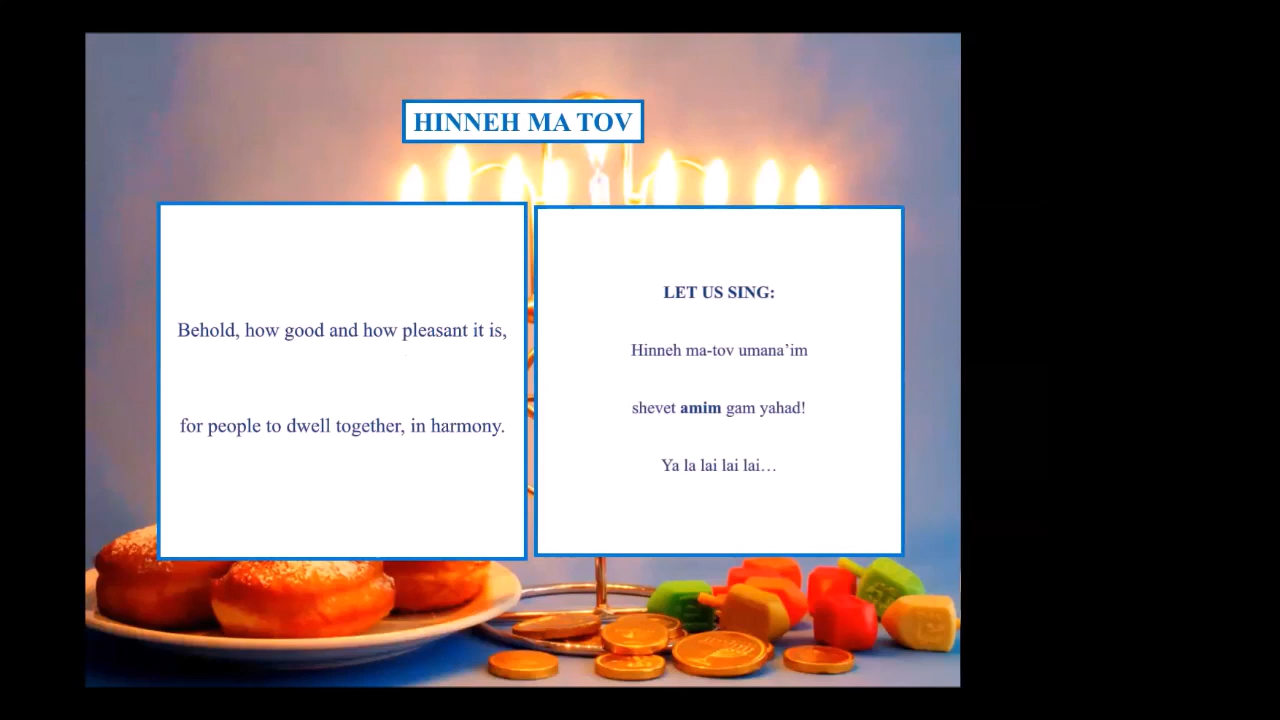 HINNEH MA TOV
Behold, how good and how pleasant it is,
for people to dwell together, in harmony.
LET US SING:
Hinneh ma-tov umana’im
shevet amim gam yahad!
Ya la lai lai lai…